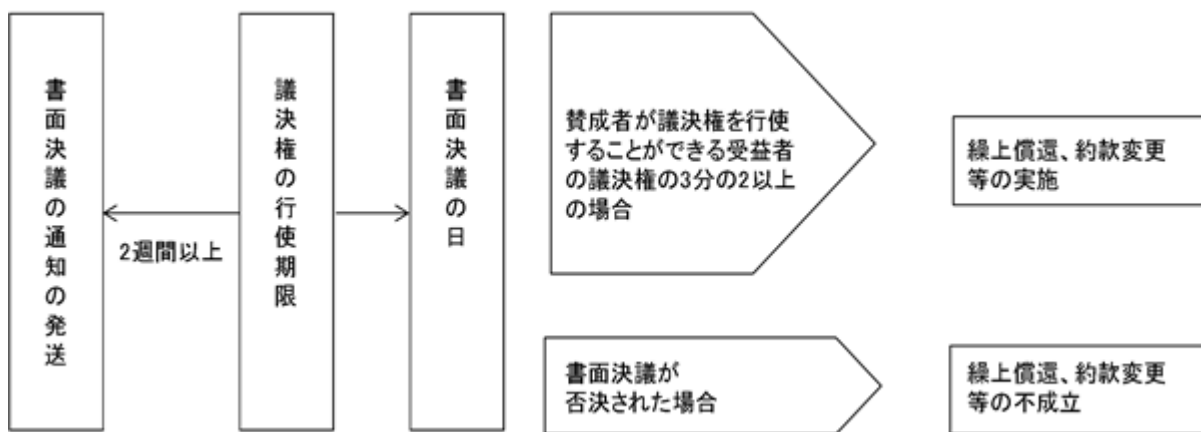 書面決議の通知の発送
2週間以上
議決権の行使期限
書面決議の日
賛成者が議決権を行使
することができる受益者
の議決権の3分の2以上
の場合
繰上償還、約款変更
等の実施
書面決議が
否決された場合
繰上償還、約款変更
等の不成立